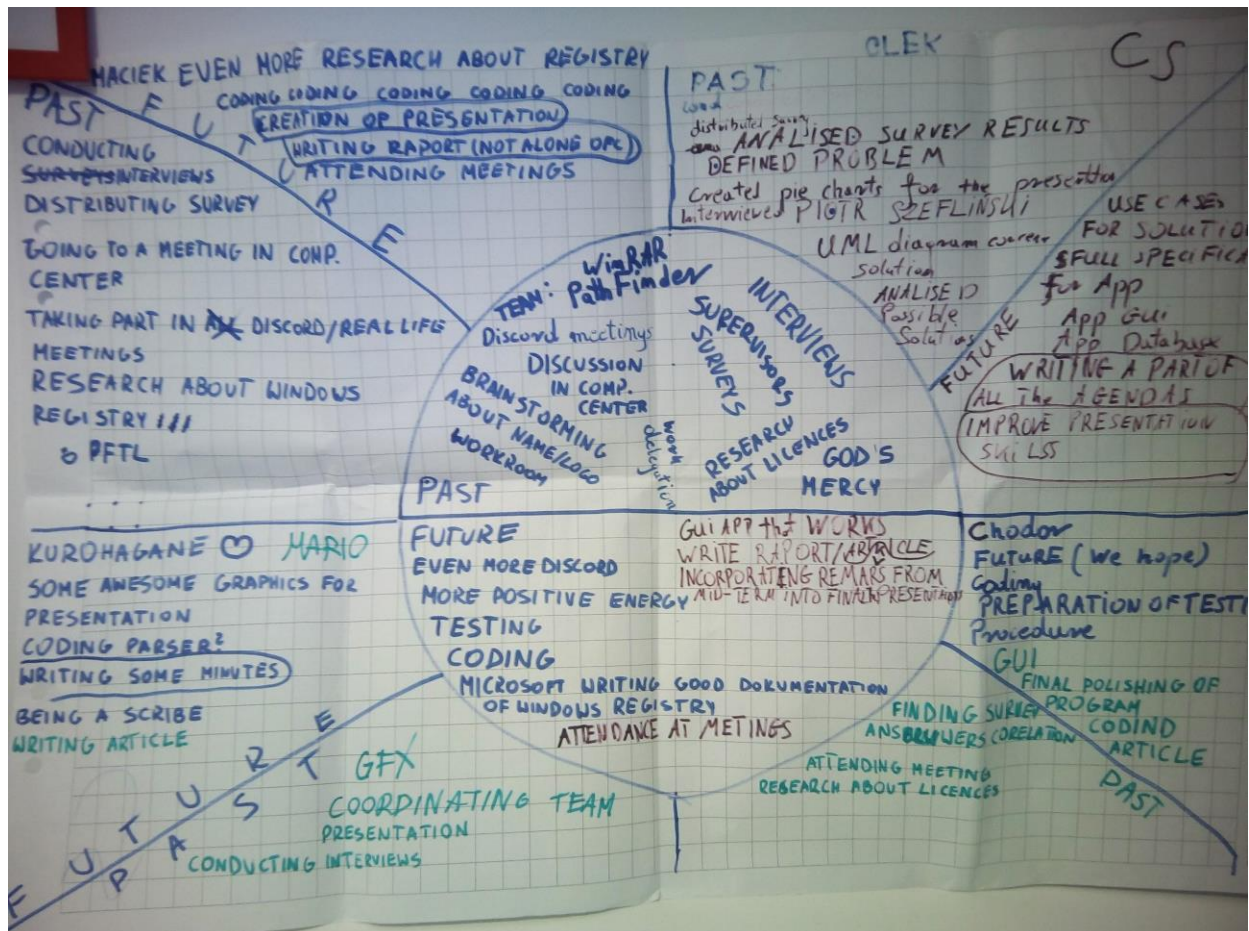 MACIEK EVEN MORE RESEARCH ABOUT REGISTRY
CODING CODING CODING CODING CODING
CREATION OF PRESENTATION
WRITING RAPORT (NOT ALONE OFC)
ATTENDING MEETINGS
FUTURE
PAST
CONDUCTING
SURVEYS INTERVIEWS
DISTRIBUTING SURVEY
GOING TO A MEETING IN COMP.
CENTER
TAKING PART IN DISCORD/REAL LIFE
MEETINGS
RESEARCH ABOUT WINDOWS
REGISTRY !!!
PFTL
...
OLEK
CS
PAST:
distributed survey
ANALISED SURVEY RESULTS
DEFINED PROBLEM
Created pie charts for the
Interwieved PIOTR SZEFLIŃSKI
UML diagram
solution
ANALISED
Possible
Solutions
FUTURE
USE CASES
FOR SOLUTIO
FULL SPECIFICA
for App
App GUI
App Database
WRITING A PART OF
ALL The AGENDAS
IMPROVE PRESENTATION
SKiLSS
TEAM: WinRAR
PathFinder
Discord meetings
DISCUSSION
IN COMP.
CENTER
BRAINSTORMING
ABOUT NAME/LOGO
WORKROOM
work
delegation
INTERVIEWS
SUPERVISORS
SURVEYS
RESEARCH
ABOUT LICENCES
GOD'S
MERCY
PAST
FUTURE
EVEN MORE DISCORD
MORE POSITIVE ENERGY
TESTING
CODING
MICROSOFT WRITING GOOD DOKUMENTATION
OF WINDOWS REGISTRY
ATTENDANCE AT METINGS
Gui APP that WORKS
WRITE RAPORT/ARTICLE
INCORPORATING REMARS FROM
MID-TERM INTO FINAL PRESENTATION
KUROHAGANE ♡ MARIO
SOME AWESOME GRAPHICS FOR
PRESENTATION
CODING PARSER?
WRITING SOME MINUTES
BEING A SCRIBE
WRITING ARTICLE
FUTURE
PAST
GFX
COORDINATING TEAM
PRESENTATION
CONDUCTING INTERVIEWS
Chodor
FUTURE (we hope)
Coding
PREPARATION OF TESTI
Procedure
GUI
FINAL POLISHING OF
PROGRAM
CODIND
ARTICLE
FINDING SURVEY
ANSWERS CORELATION
ATTENDING MEETING
RESEARCH ABOUT LICENCES
PAST